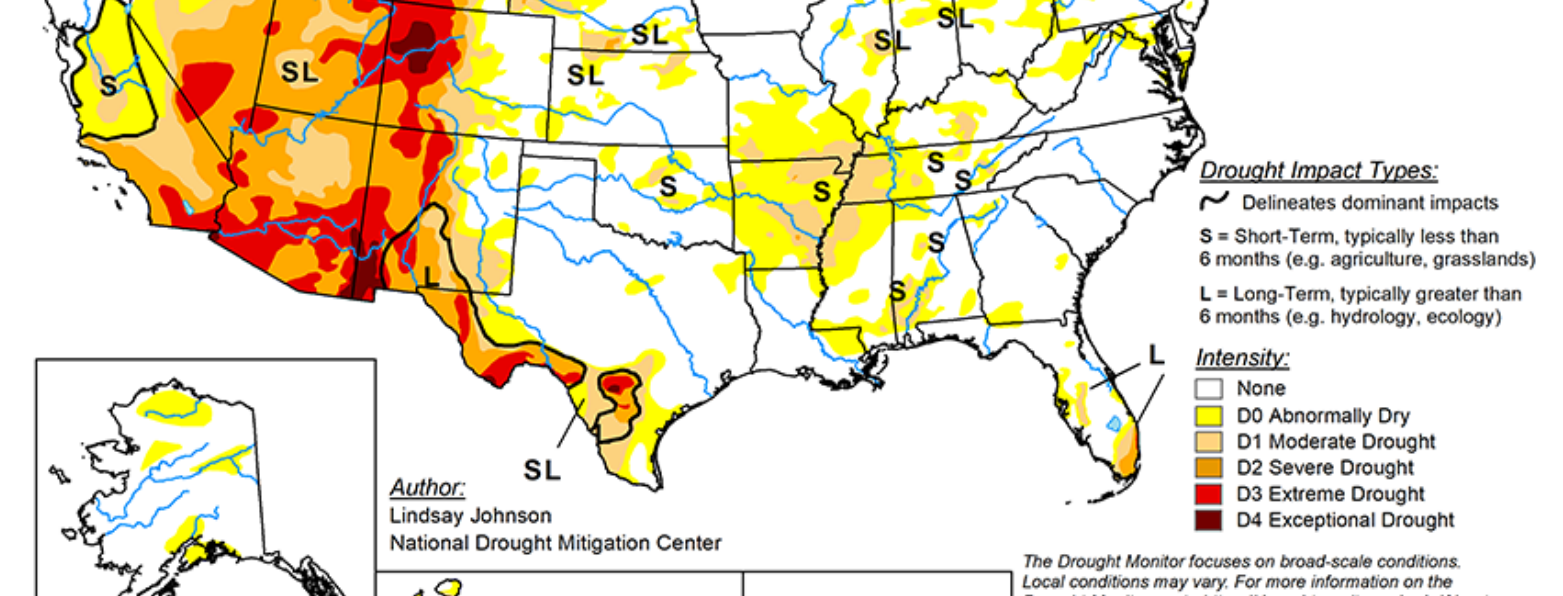 SL
SL
SL
S
SL
SL
S
S
S
S
S
S
L
L
SL
Drought Impact Types:
Delineates dominant impacts
S = Short-Term, typically less than
6 months (e.g. agriculture, grasslands)
L = Long-Term, typically greater than
6 months (e.g. hydrology, ecology)
Intensity:
None
D0 Abnormally Dry
D1 Moderate Drought
D2 Severe Drought
D3 Extreme Drought
D4 Exceptional Drought
Author:
Lindsay Johnson
National Drought Mitigation Center
The Drought Monitor focuses on broad-scale conditions.
Local conditions may vary. For more information on the